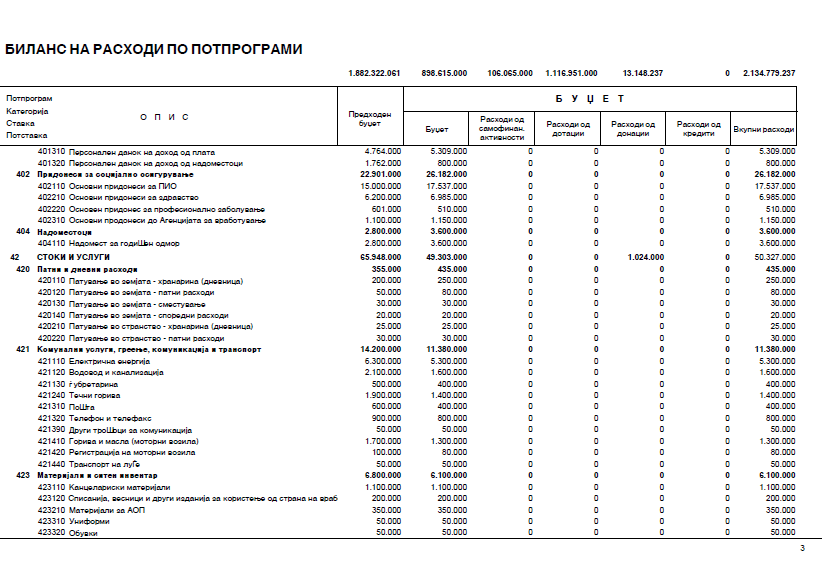 БИЛАНС НА РАСХОДИ ПО ПОТПРОГРАМИ
1.882.322.061 898.615.000 106.065.000 1.116.951.000 13.148.237 0 2.134.779.237
Потпрограм
Категорија
Ставка
Потставка
О П И С
Предходен буџет
Б У Џ Е Т
Буџет
Расходи од самофинан. активности
Расходи од дотации
Расходи од донации
Расходи од кредити
Вкупни расходи
401310 Персонален данок на доход од плата 4.764.000 5.309.000 0 0 0 0 5.309.000
401320 Персонален данок на доход од надоместоци 1.762.000 800.000 0 0 0 0 800.000
402 Придонеси за социјално осигурување 22.901.000 26.182.000 0 0 0 0 26.182.000
402110 Основни придонеси за ПИО 15.000.000 17.537.000 0 0 0 0 17.537.000
402210 Основни придонеси за здравство 6.200.000 6.985.000 0 0 0 0 6.985.000
402220 Основен придонес за професионално заболување 601.000 510.000 0 0 0 0 510.000
402310 Основни продонеси до Агенцијата за вработување 1.100.000 1.150.000 0 0 0 0 1.150.000
404 Надоместоци 2.800.000 3.600.000 0 0 0 0 3.600.000
404110 Надомест за годиШен одмор 2.800.000 3.600.000 0 0 0 0 3.600.000
42 СТОКИ И УСЛУГИ 65.948.000 49.303.000 0 0 1.024.000 0 50.327.000
420 Патни и дневни расходи 355.000 435.000 0 0 0 0 435.000
420110 Патување во земјата - хранарина (дневница) 200.000 250.000 0 0 0 0 250.000
420120 Патување во земјата - патни расходи 50.000 80.000 0 0 0 0 80.000
420130 Патување во земјата - сместување 30.000 30.000 0 0 0 0 30.000
420140 Патување во земјата - споредни расходи 20.000 20.000 0 0 0 0 20.000
420210 Патување во странство - хранарина (дневница) 25.000 25.000 0 0 0 0 25.000
420220 Патување во странство - патни расходи 30.000 30.000 0 0 0 0 30.000
421 Комунални услуги, греење, комуникација и транспорт 14.200.000 11.380.000 0 0 0 0 11.380.000
421110 Електрична енергија 6.300.000 5.300.000 0 0 0 0 5.300.000
421120 Водовод и канализација 2.100.000 1.600.000 0 0 0 0 1.600.000
421130 ѓубретарина 500.000 400.000 0 0 0 0 400.000
421240 Течни горива 1.900.000 1.400.000 0 0 0 0 1.400.000
421310 ПоШта 600.000 400.000 0 0 0 0 400.000
421320 Телефон и телефакс 900.000 800.000 0 0 0 0 800.000
421390 Други троШоци за комуникација 50.000 50.000 0 0 0 0 50.000
421410 Горива и масла (моторни возила) 1.700.000 1.300.000 0 0 0 0 1.300.000
421420 Регистрација на моторни возила 100.000 80.000 0 0 0 0 80.000
421440 Транспорт на луЃе 50.000 50.000 0 0 0 0 50.000
423 Материјали и ситен инвентар 6.800.000 6.100.000 0 0 0 0 6.100.000
423110 Канцелариски материјали 1.100.000 1.100.000 0 0 0 0 1.100.000
423120 Списанија, весници и други изданија за користење од страна на враб 200.000 200.000 0 0 0 0 200.000
423210 Материјали за АОП 350.000 350.000 0 0 0 0 350.000
423310 Униформи 50.000 50.000 0 0 0 0 50.000
423320 Обувки 50.000 50.000 0 0 0 0 50.000
3